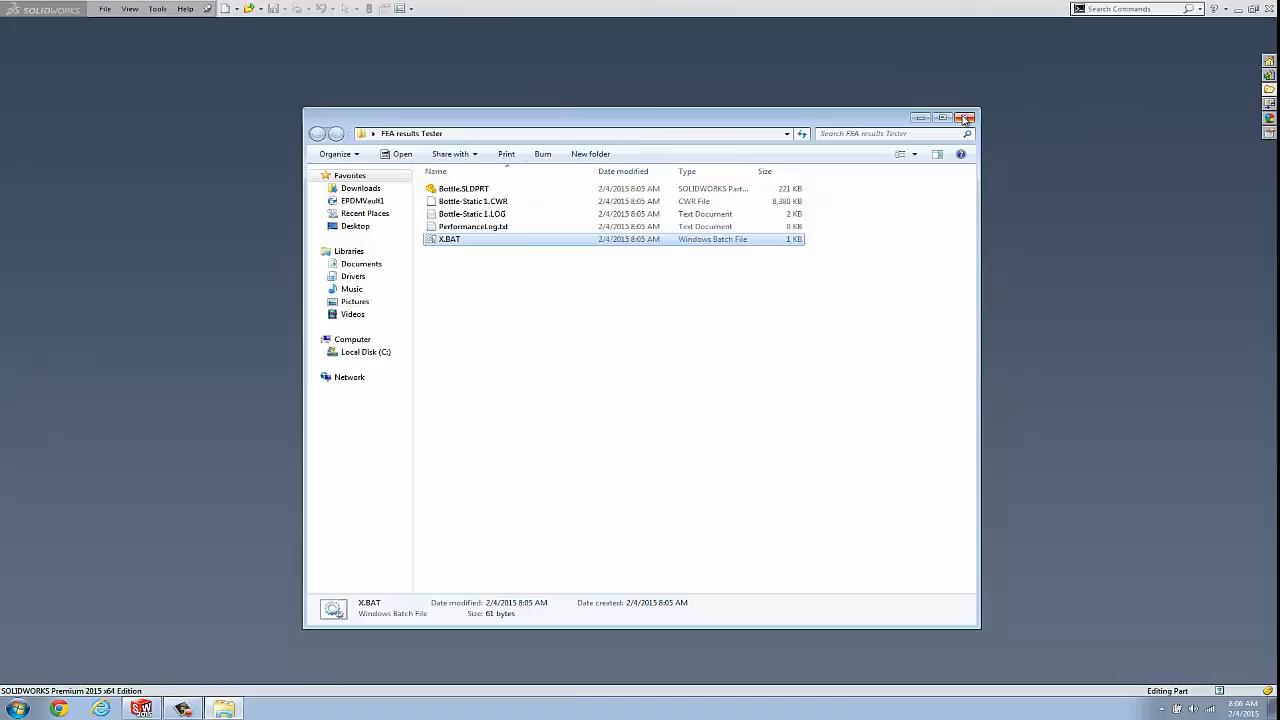 SOLIDWORKS File View Tools Help Search Commands
FEA results Tester Search FEA results Tester
Organize Open Share with Print Burn New folder
Name Date modified Type Size
Favorites
Downloads
EPDMVault1
Recent Places
Desktop
Libraries
Documents
Drivers
Music
Pictures
Videos
Computer
Local Disk (C:)
Network
Bottle.SLDPRT 2/4/2015 8:05 AM SOLIDWORKS Part... 221 KB
Bottle-Static 1.CWR 2/4/2015 8:05 AM CWR File 8,380 KB
Bottle-Static 1.LOG 2/4/2015 8:05 AM Text Document 2 KB
PerformanceLog.txt 2/4/2015 8:05 AM Text Document 0 KB
X.BAT 2/4/2015 8:05 AM Windows Batch File 1 KB
X.BAT Date modified: 2/4/2015 8:05 AM Date created: 2/4/2015 8:05 AM
Windows Batch File Size: 61 bytes
SOLIDWORKS Premium 2015 x64 Edition Editing Part
8:06 AM
2/4/2015